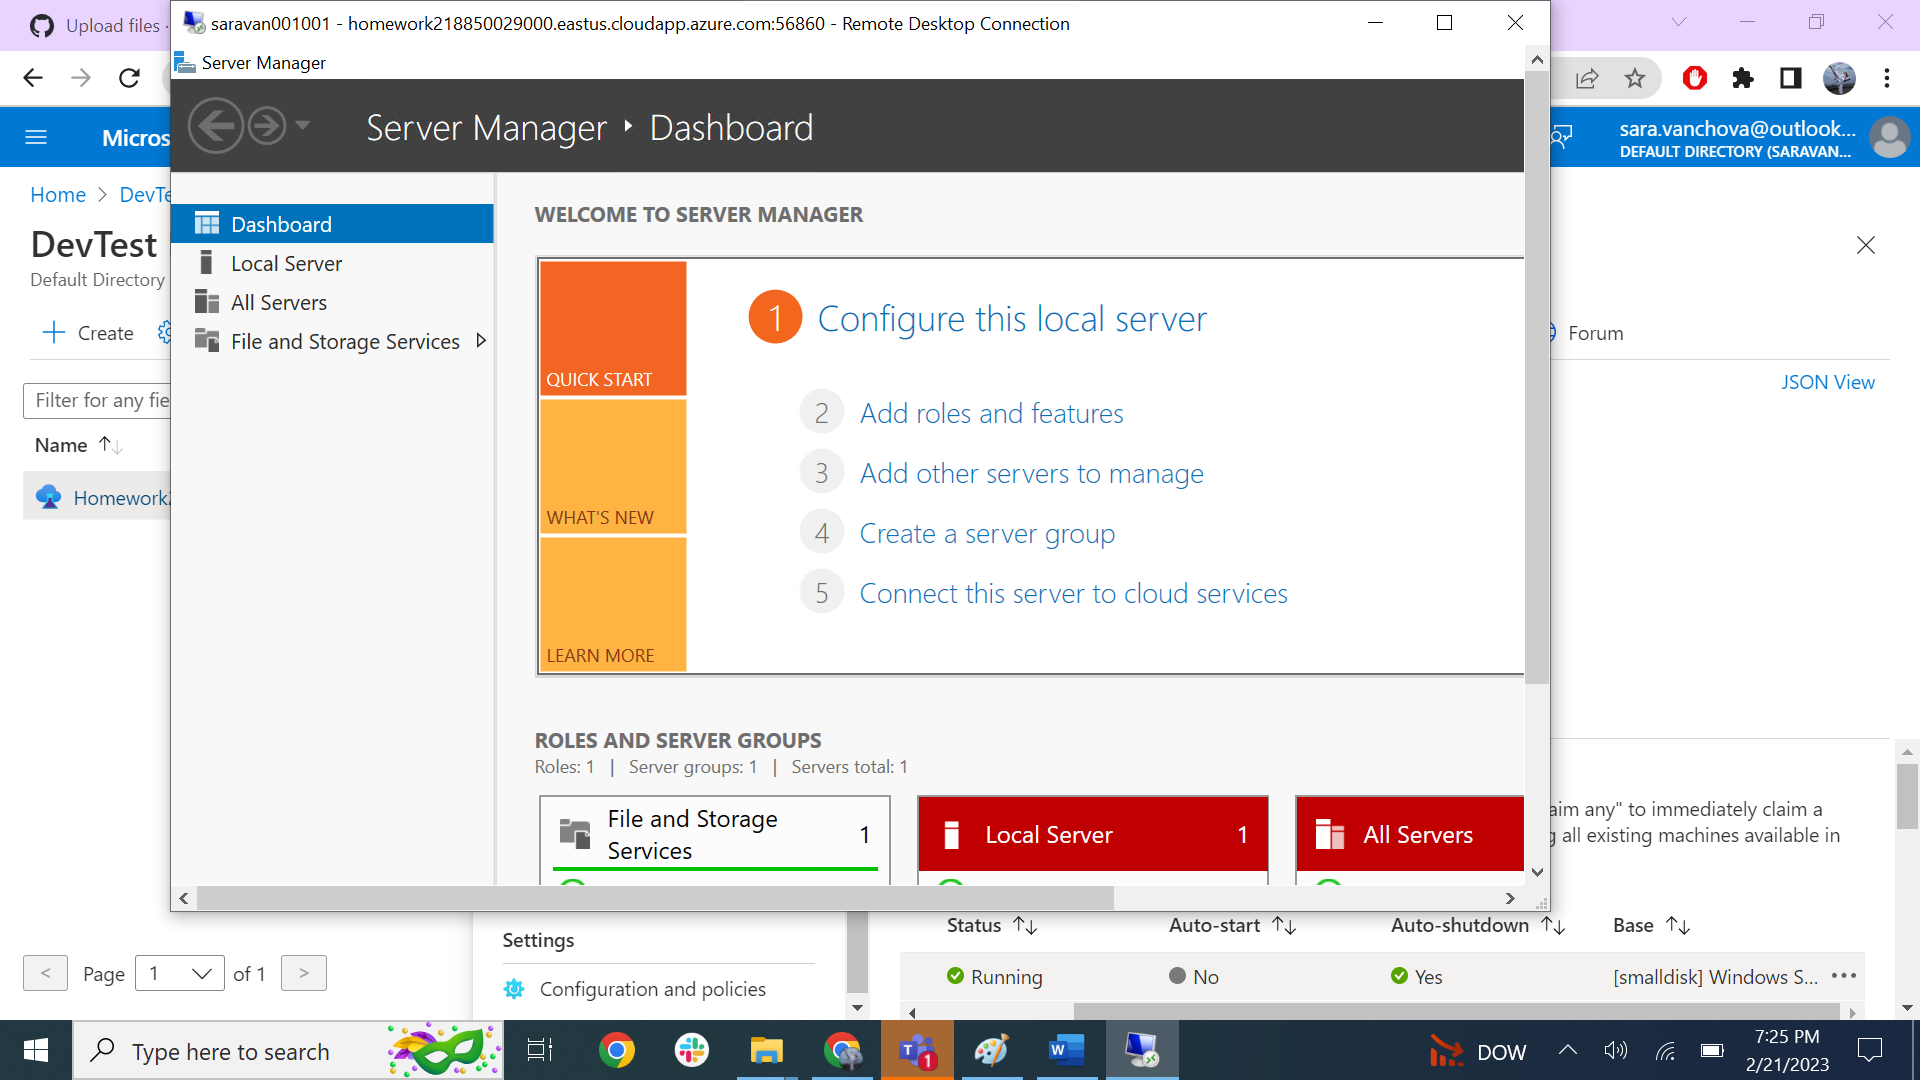 Upload files
saravan001001 - homework218850029000.eastus.cloudapp.azure.com:56860 - Remote Desktop Connection
Server Manager
Server Manager ‣ Dashboard
Micros
sara.vanchova@outlook...
DEFAULT DIRECTORY (SARAVAN...
Home > DevTe
DevTest
Default Directory
Create
Forum
JSON View
Filter for any fie
Name ↑↓
Homework2
Dashboard
Local Server
All Servers
File and Storage Services
WELCOME TO SERVER MANAGER
QUICK START
WHAT'S NEW
LEARN MORE
1 Configure this local server
2 Add roles and features
3 Add other servers to manage
4 Create a server group
5 Connect this server to cloud services
ROLES AND SERVER GROUPS
Roles: 1 | Server groups: 1 | Servers total: 1
File and Storage Services 1
Local Server 1
All Servers
aim any" to immediately claim a
g all existing machines available in
Status ↑↓ Auto-start ↑↓ Auto-shutdown ↑↓ Base ↑↓
Running No Yes [smalldisk] Windows S... •••
Settings
Configuration and policies
< Page 1 of 1 >
Type here to search
1
DOW
7:25 PM
2/21/2023